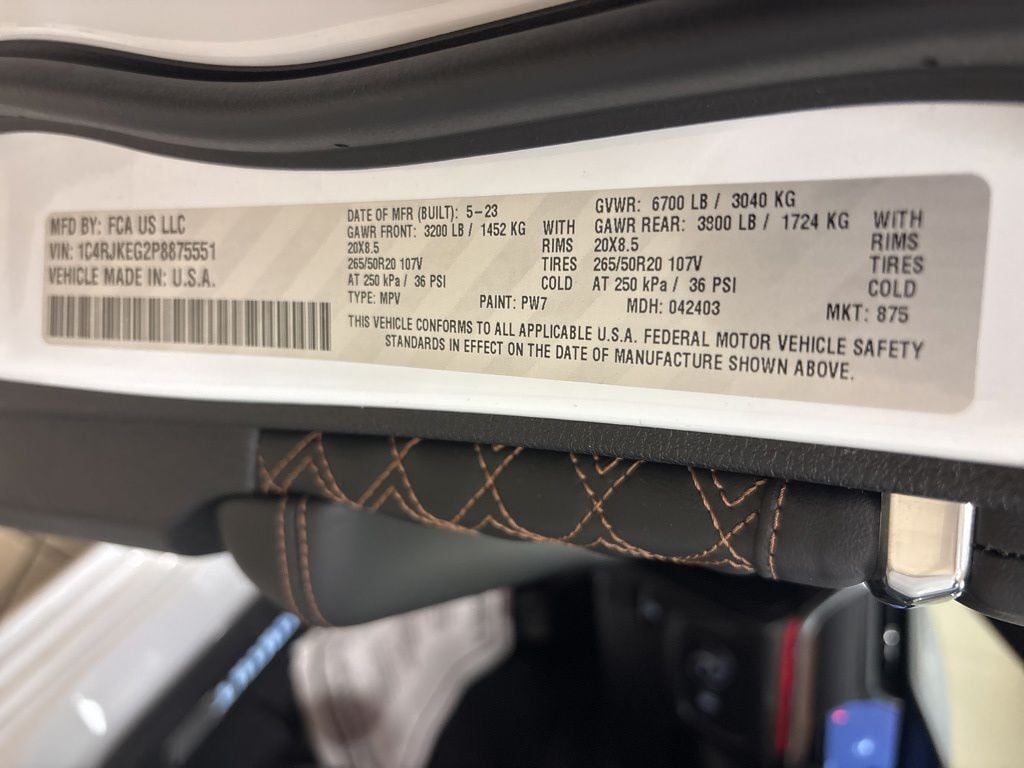 MFD BY: FCA US LLC
VIN: 1C4RJKEG2P8875551
VEHICLE MADE IN: U.S.A.
DATE OF MFR (BUILT): 5-23
GAWR FRONT: 3200 LB / 1452 KG WITH
20X8.5 RIMS
265/50R20 107V TIRES
AT 250 kPa / 36 PSI COLD
GVWR: 6700 LB / 3040 KG
GAWR REAR: 3800 LB / 1724 KG WITH
20X8.5 RIMS
265/50R20 107V TIRES
AT 250 kPa / 36 PSI COLD
TYPE: MPV PAINT: PW7 MDH: 042403 MKT: 875
THIS VEHICLE CONFORMS TO ALL APPLICABLE U.S.A. FEDERAL MOTOR VEHICLE SAFETY
STANDARDS IN EFFECT ON THE DATE OF MANUFACTURE SHOWN ABOVE.